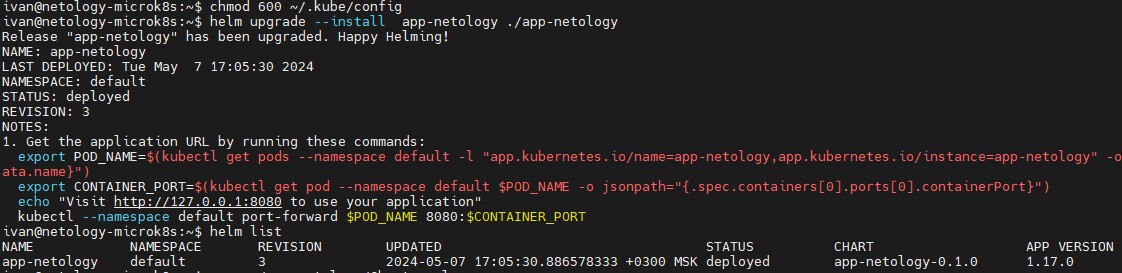 ivan@netology-microk8s:~$ chmod 600 ~/.kube/config
ivan@netology-microk8s:~$ helm upgrade --install  app-netology ./app-netology
Release "app-netology" has been upgraded. Happy Helming!
NAME: app-netology
LAST DEPLOYED: Tue May  7 17:05:30 2024
NAMESPACE: default
STATUS: deployed
REVISION: 3
NOTES:
1. Get the application URL by running these commands:
  export POD_NAME=$(kubectl get pods --namespace default -l "app.kubernetes.io/name=app-netology,app.kubernetes.io/instance=app-netology" -o
ata.name}")
  export CONTAINER_PORT=$(kubectl get pod --namespace default $POD_NAME -o jsonpath="{.spec.containers[0].ports[0].containerPort}")
  echo "Visit http://127.0.0.1:8080 to use your application"
  kubectl --namespace default port-forward $POD_NAME 8080:$CONTAINER_PORT
ivan@netology-microk8s:~$ helm list
NAME            NAMESPACE       REVISION        UPDATED                                 STATUS          CHART                   APP VERSION
app-netology    default         3               2024-05-07 17:05:30.886578333 +0300 MSK deployed        app-netology-0.1.0      1.17.0